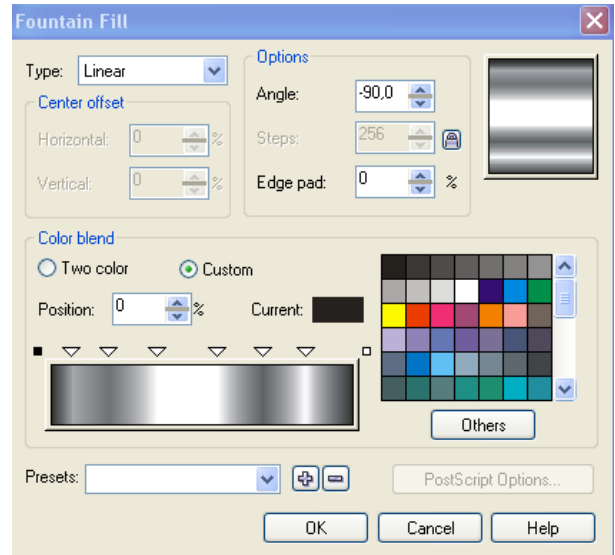 Fountain Fill
Type: Linear
Center offset
Horizontal: 0 %
Vertical: 0 %
Options
Angle: -90,0
Steps: 256
Edge pad: 0 %
Color blend
Two color Custom
Position: 0 % Current:
Others
Presets: PostScript Options...
OK Cancel Help